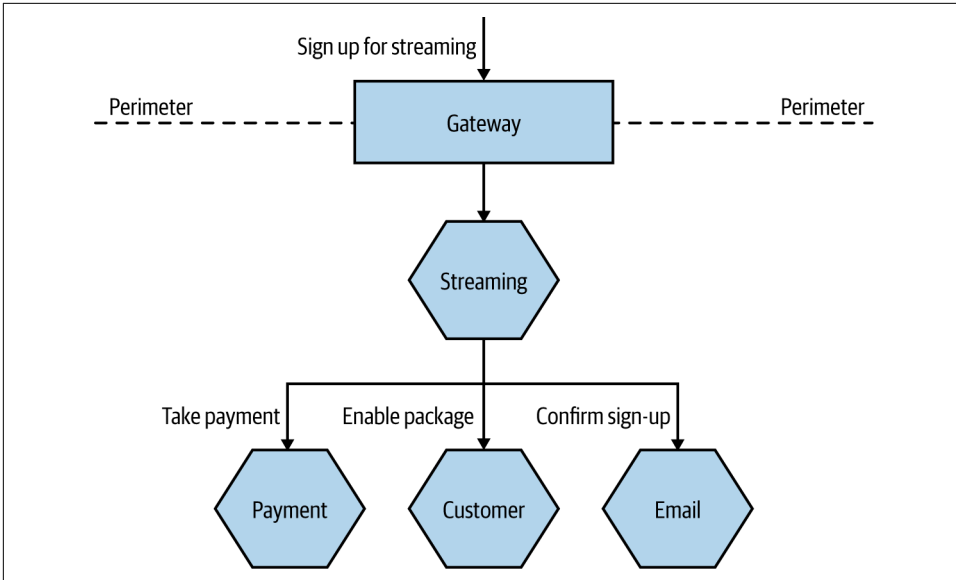 Sign up for streaming
Perimeter
Perimeter
Gateway
Streaming
Take payment
Enable package
Confirm sign-up
Payment
Customer
Email